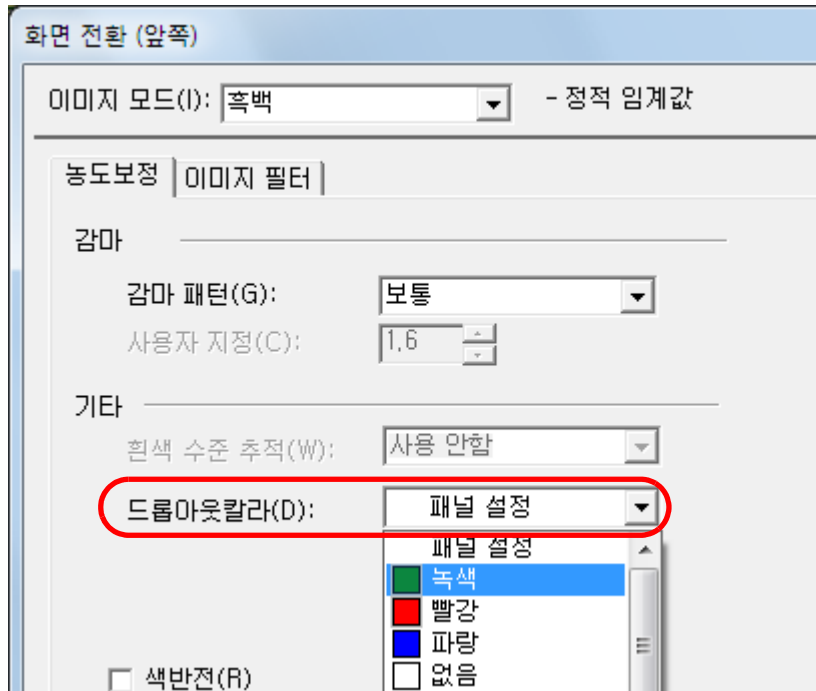 화면 전환 (앞쪽)
이미지 모드(I): 흑백 - 정적 임계값
농도보정 이미지 필터
감마
감마 패턴(G): 보통
사용자 지정(C): 1.6
기타
흰색 수준 추적(W): 사용 안함
드롭아웃칼라(D): 패널 설정
패널 설정
녹색
빨강
파랑
색반전(R) 없음